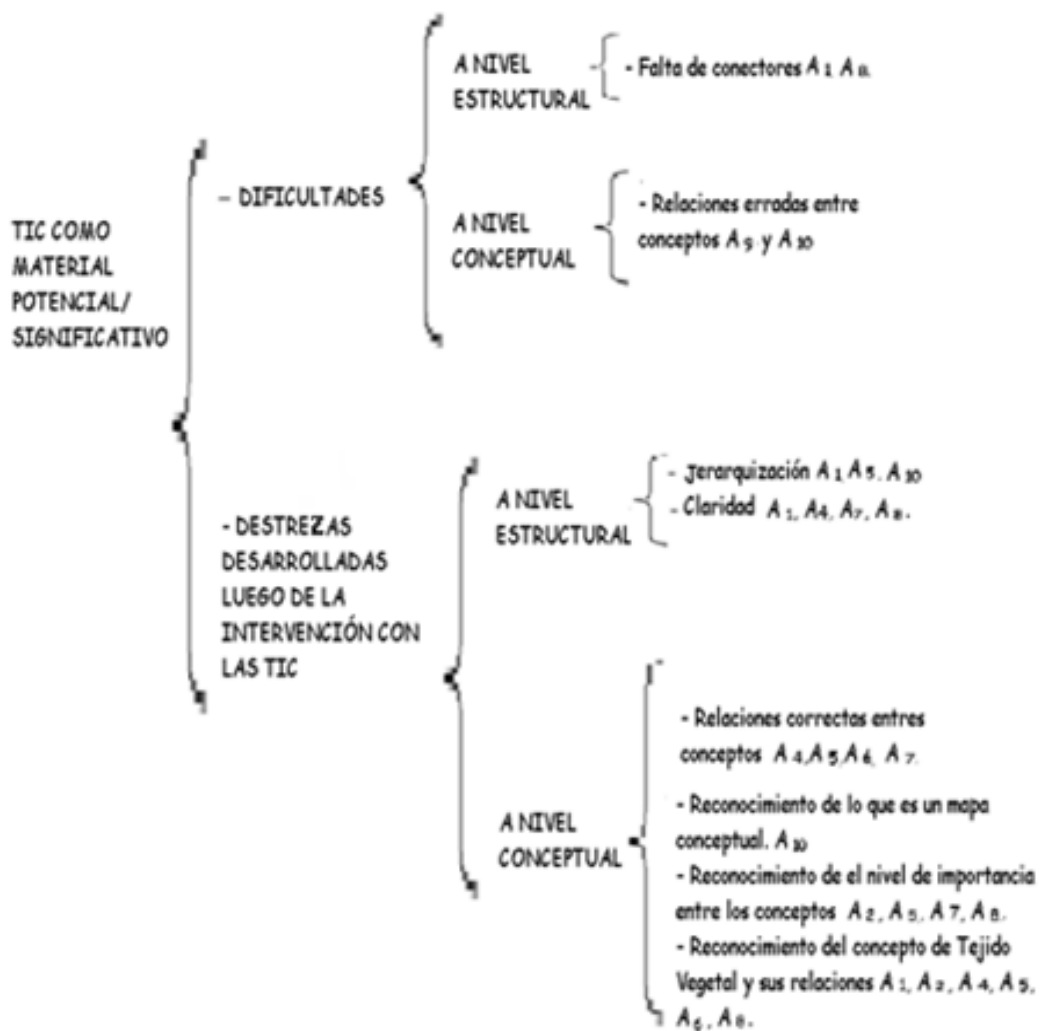 TIC COMO
MATERIAL
POTENCIAL/
SIGNIFICATIVO
- DIFICULTADES
A NIVEL
ESTRUCTURAL
- Falta de conectores A 1, A 8.
A NIVEL
CONCEPTUAL
- Relaciones erradas entre
conceptos A 9 y A 10
- DESTREZAS
DESARROLLADAS
LUEGO DE LA
INTERVENCIÓN CON
LAS TIC
A NIVEL
ESTRUCTURAL
- Jerarquización A 1, A 5, A 10
- Claridad A 1, A 4, A 7, A 8.
A NIVEL
CONCEPTUAL
- Relaciones correctas entres
conceptos A 4, A 5, A 6, A 7.
- Reconocimiento de lo que es un mapa
conceptual. A 10
- Reconocimiento de el nivel de importancia
entre los conceptos A 2, A 5, A 7, A 8.
- Reconocimiento del concepto de Tejido
Vegetal y sus relaciones A 1, A 2, A 4, A 5,
A 6, A 8.